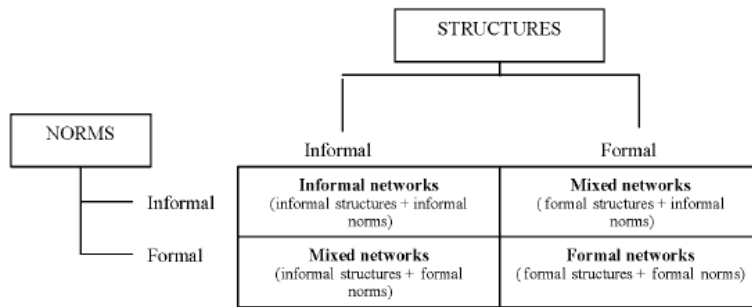 STRUCTURES
NORMS
Informal
Formal
Informal
Informal networks
(informal structures + informal
norms)
Mixed networks
(formal structures + informal
norms)
Formal
Mixed networks
(informal structures + formal
norms)
Formal networks
(formal structures + formal norms)